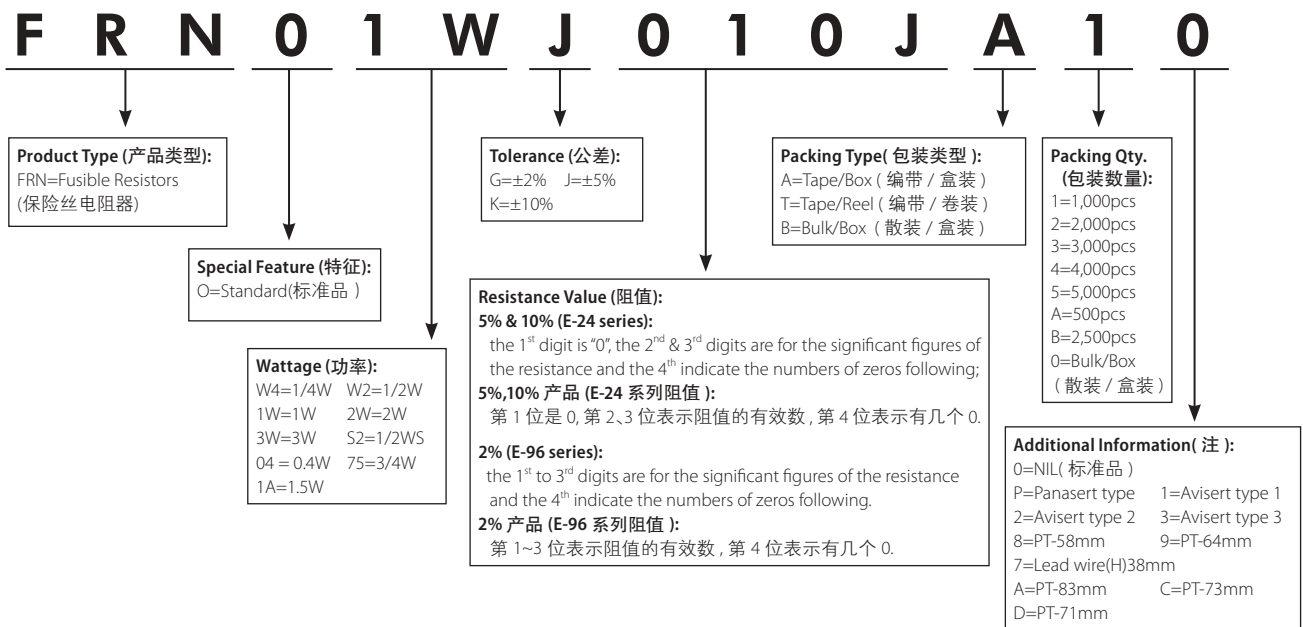 F R N 0 1 W J 0 1 0 J A 1 0
Product Type (产品类型):
FRN=Fusible Resistors
(保险丝电阻器)
Special Feature (特征):
O=Standard(标准品 )
Wattage (功率):
W4=1/4W W2=1/2W
1W=1W 2W=2W
3W=3W S2=1/2WS
04 = 0.4W 75=3/4W
1A=1.5W
Tolerance (公差):
G=±2% J=±5%
K=±10%
Resistance Value (阻值):
5% & 10% (E-24 series):
the 1st digit is "0", the 2nd & 3rd digits are for the significant figures of
the resistance and the 4th indicate the numbers of zeros following;
5%,10% 产品 (E-24 系列阻值 ):
第 1 位是 0, 第 2、3 位表示阻值的有效数 , 第 4 位表示有几个 0.
2% (E-96 series):
the 1st to 3rd digits are for the significant figures of the resistance
and the 4th indicate the numbers of zeros following.
2% 产品 (E-96 系列阻值 ):
第 1~3 位表示阻值的有效数 , 第 4 位表示有几个 0.
Packing Type( 包装类型 ):
A=Tape/Box ( 编带 / 盒装 )
T=Tape/Reel ( 编带 / 卷装 )
B=Bulk/Box ( 散装 / 盒装 )
Packing Qty.
(包装数量):
1=1,000pcs
2=2,000pcs
3=3,000pcs
4=4,000pcs
5=5,000pcs
A=500pcs
B=2,500pcs
0=Bulk/Box
( 散装 / 盒装 )
Additional Information( 注 ):
0=NIL( 标准品 )
P=Panasert type 1=Avisert type 1
2=Avisert type 2 3=Avisert type 3
8=PT-58mm 9=PT-64mm
7=Lead wire(H)38mm
A=PT-83mm C=PT-73mm
D=PT-71mm